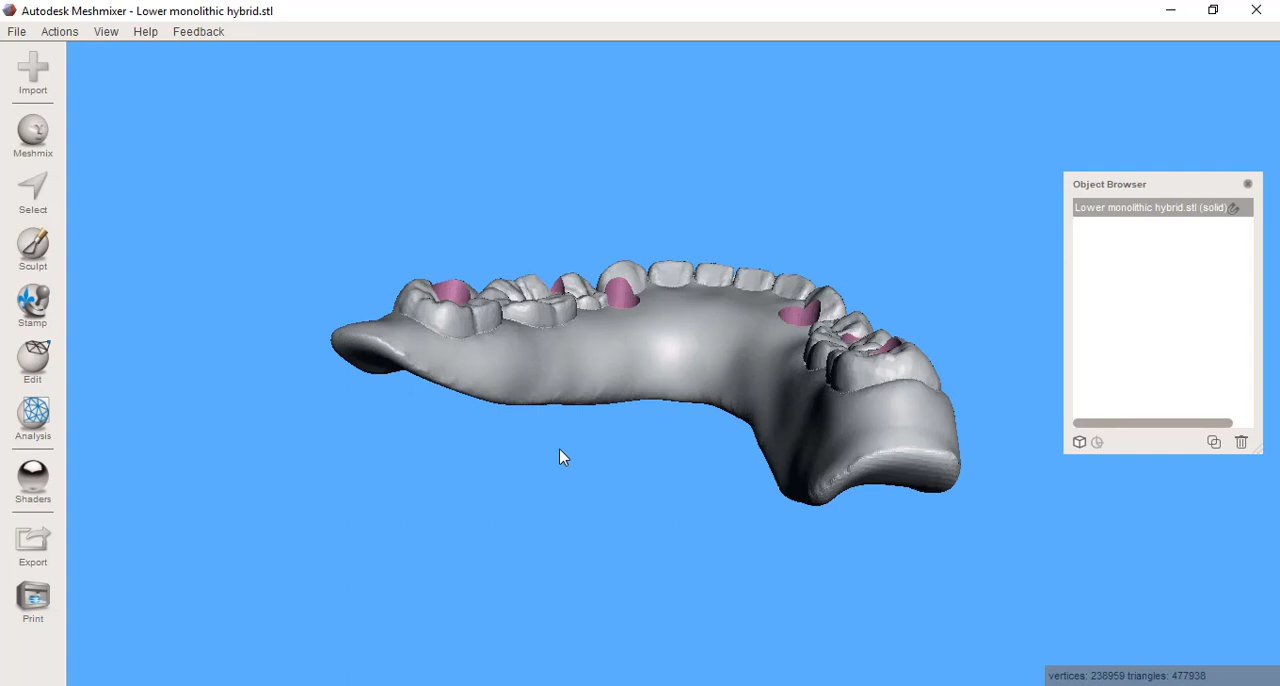 Autodesk Meshmixer - Lower monolithic hybrid.stl
File Actions View Help Feedback
Import
Meshmix
Select
Sculpt
Stamp
Edit
Analysis
Shaders
Export
Print
Object Browser
Lower monolithic hybrid.stl (solid)
vertices: 238959 triangles: 477938